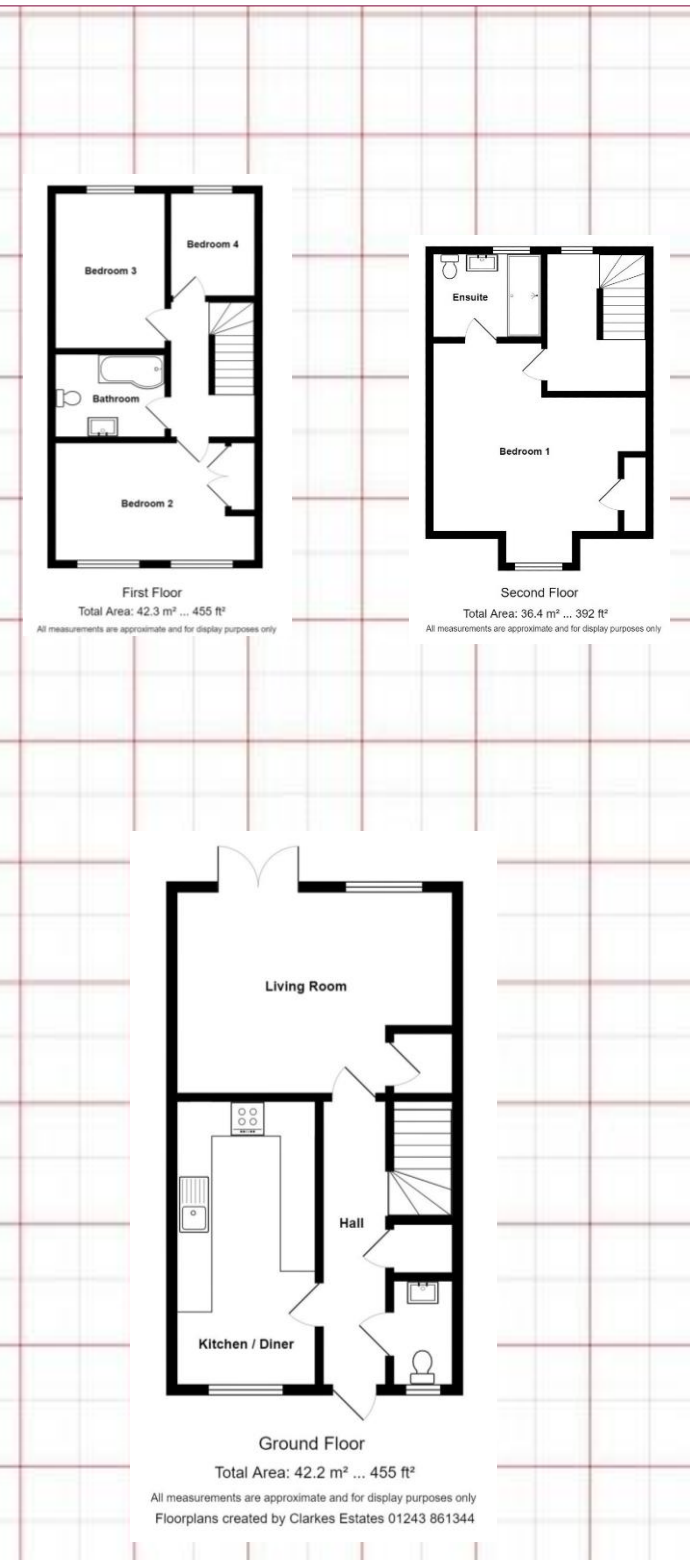 Bedroom 3
Bedroom 4
Bathroom
Bedroom 2
First Floor
Total Area: 42.3 m² ... 455 ft²
All measurements are approximate and for display purposes only
Ensuite
Bedroom 1
Second Floor
Total Area: 36.4 m² ... 392 ft²
All measurements are approximate and for display purposes only
Living Room
Hall
Kitchen / Diner
Ground Floor
Total Area: 42.2 m² ... 455 ft²
All measurements are approximate and for display purposes only
Floorplans created by Clarkes Estates 01243 861344